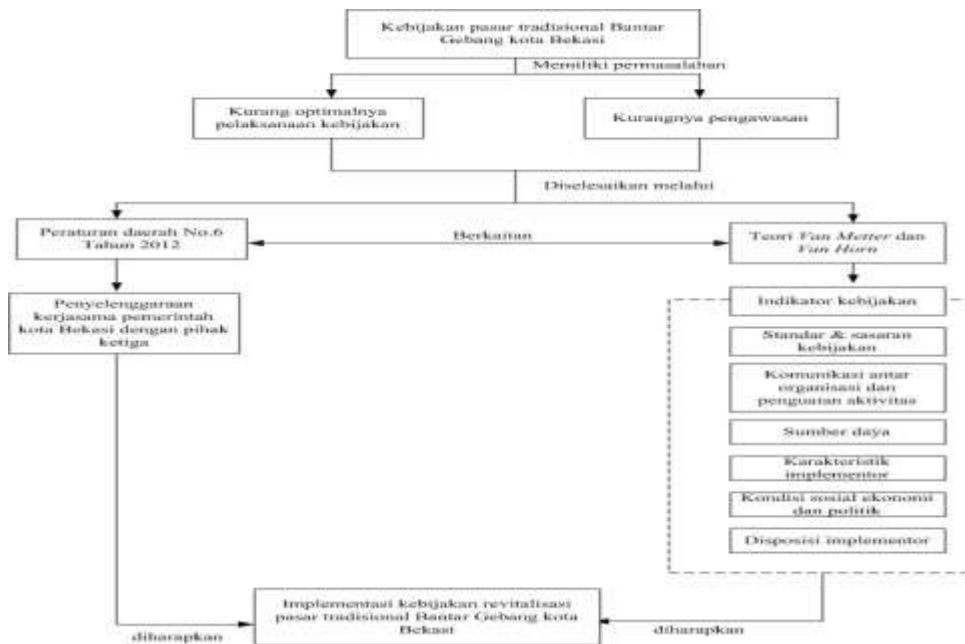 Kebijakan pasar tradisional Bantar
Gebang kota Bekasi
Memiliki permasalahan
Kurang optimalnya
pelaksanaan kebijakan
Kurangnya pengawasan
Diselesaikan melalui
Peraturan daerah No.6
Tahun 2012
Berkaitan
Teori Van Metter dan
Van Horn
Penyelenggaraan
kerjasama pemerintah
kota Bekasi dengan pihak
ketiga
Indikator kebijakan
Standar & sasaran
kebijakan
Komunikasi antar
organisasi dan
penguatan aktivitas
Sumber daya
Karakteristik
implementor
Kondisi sosial ekonomi
dan politik
Disposisi implementor
Implementasi kebijakan revitalisasi
pasar tradisional Bantar Gebang kota
Bekasi
diharapkan
diharapkan